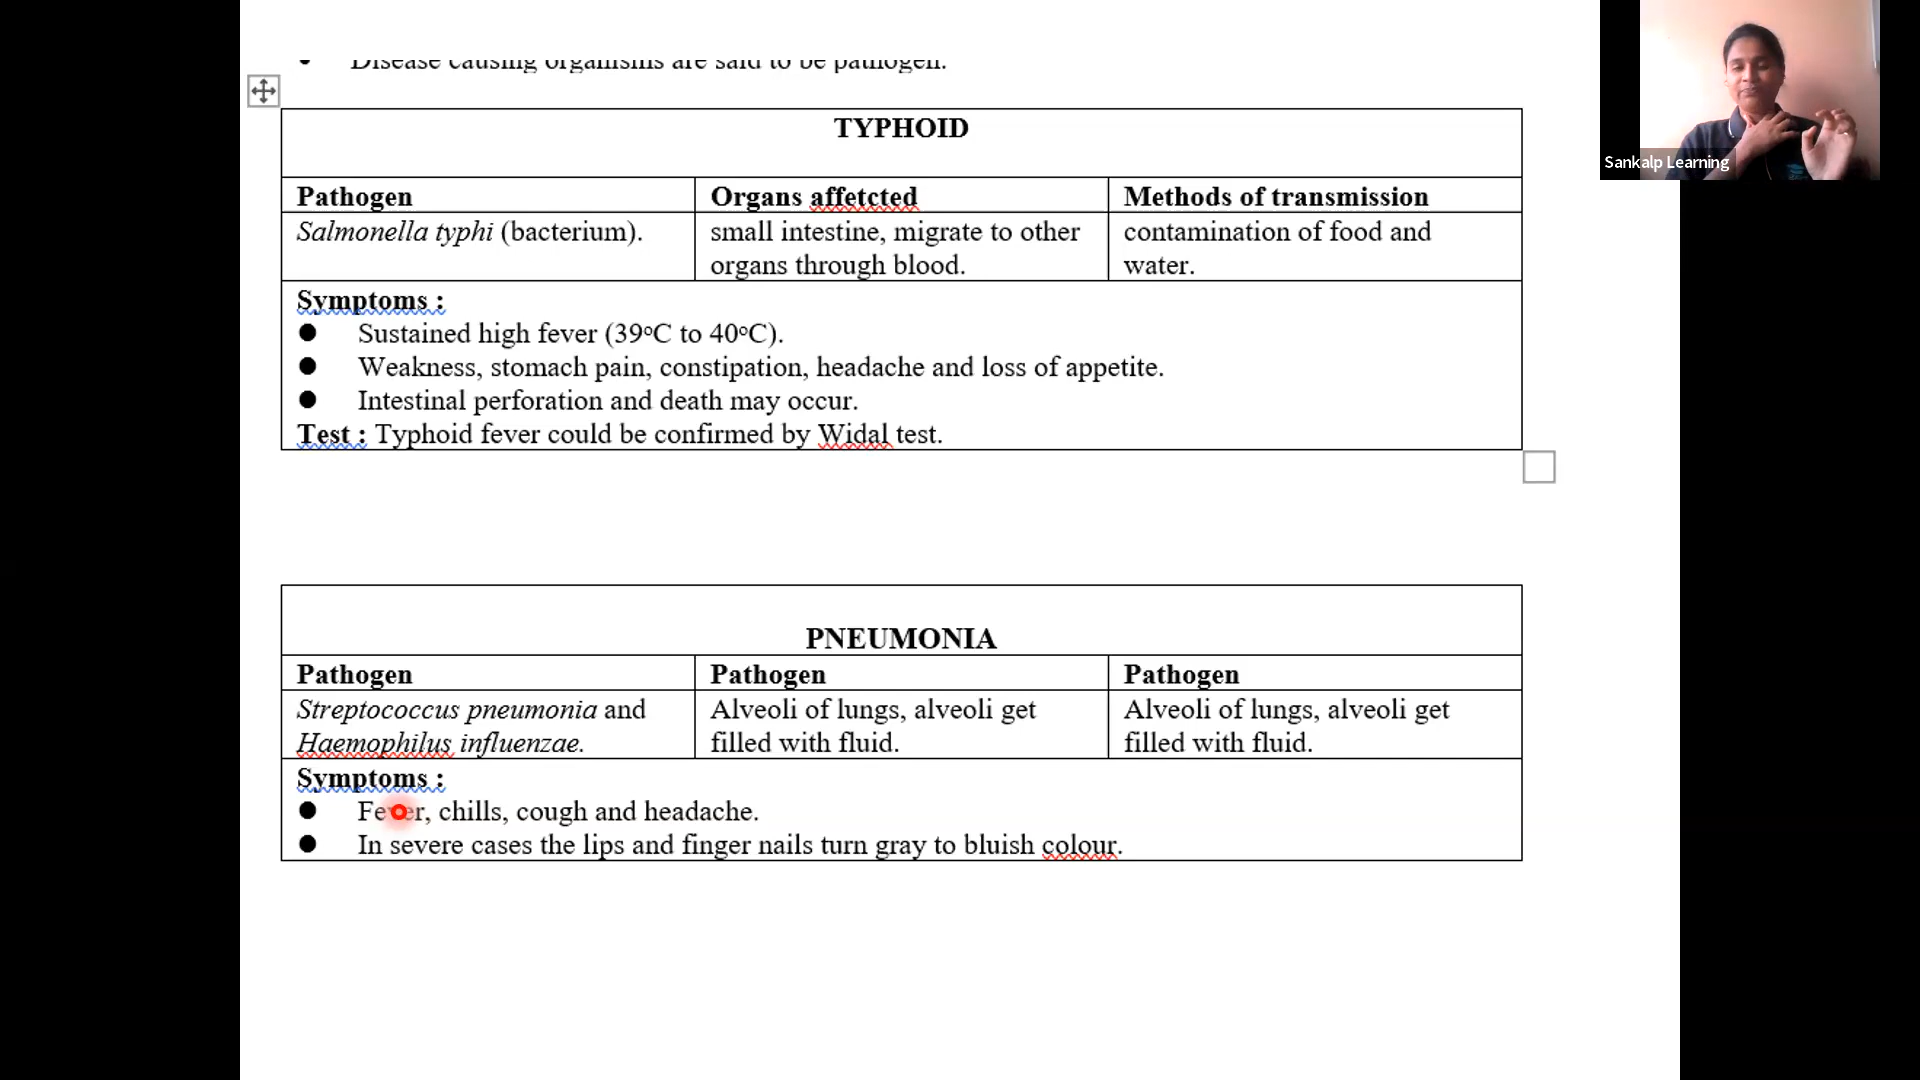 • Disease causing organisms are said to be pathogen.
Sankalp Learning
TYPHOID
Pathogen Organs affetcted Methods of transmission
Salmonella typhi (bacterium). small intestine, migrate to other contamination of food and
organs through blood. water.
Symptoms :
● Sustained high fever (39°C to 40°C).
● Weakness, stomach pain, constipation, headache and loss of appetite.
● Intestinal perforation and death may occur.
Test : Typhoid fever could be confirmed by Widal test.
PNEUMONIA
Pathogen Pathogen Pathogen
Streptococcus pneumonia and Alveoli of lungs, alveoli get Alveoli of lungs, alveoli get
Haemophilus influenzae. filled with fluid. filled with fluid.
Symptoms :
● Fever, chills, cough and headache.
● In severe cases the lips and finger nails turn gray to bluish colour.